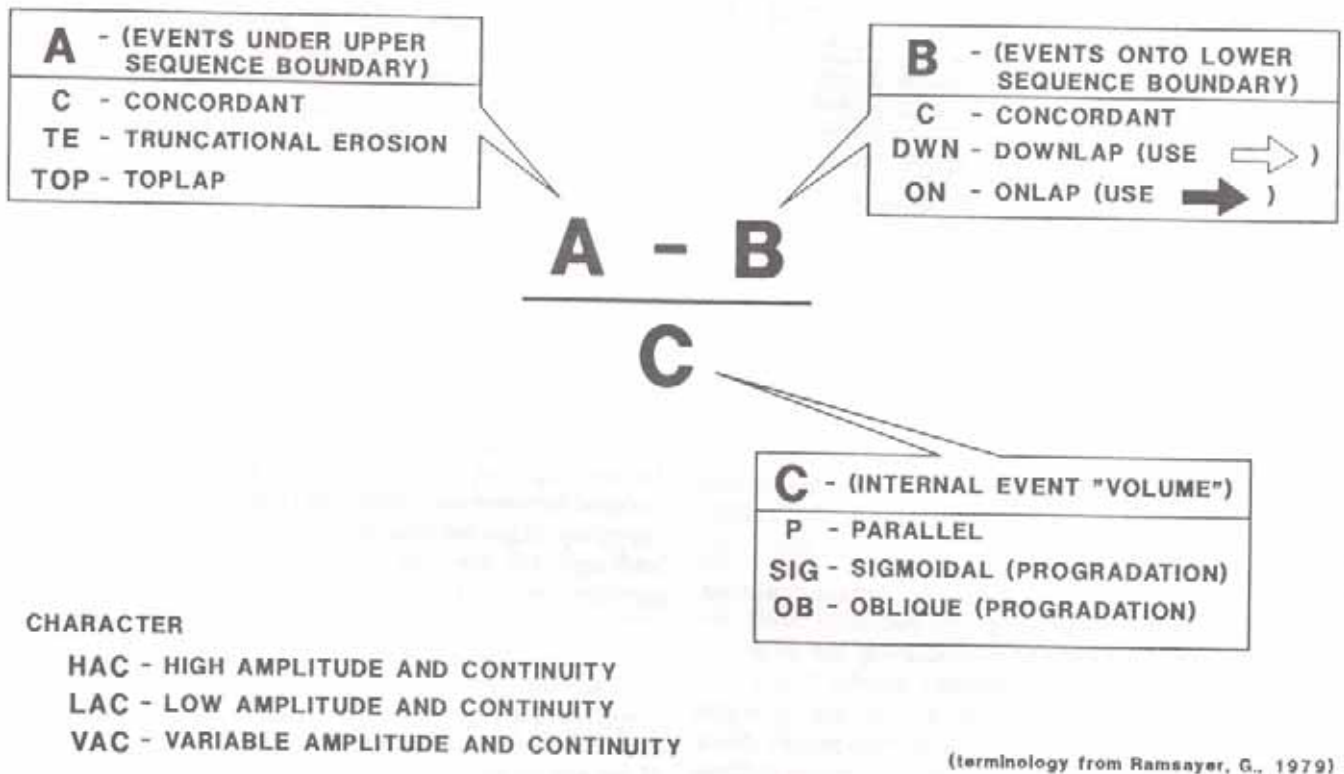 A - (EVENTS UNDER UPPER
SEQUENCE BOUNDARY)
C - CONCORDANT
TE - TRUNCATIONAL EROSION
TOP - TOPLAP
B - (EVENTS ONTO LOWER
SEQUENCE BOUNDARY)
C - CONCORDANT
DWN - DOWNLAP (USE )
ON - ONLAP (USE )
A - B
C
C - (INTERNAL EVENT "VOLUME")
P - PARALLEL
SIG - SIGMOIDAL (PROGRADATION)
OB - OBLIQUE (PROGRADATION)
CHARACTER
HAC - HIGH AMPLITUDE AND CONTINUITY
LAC - LOW AMPLITUDE AND CONTINUITY
VAC - VARIABLE AMPLITUDE AND CONTINUITY
(terminology from Ramsayer, G., 1979)